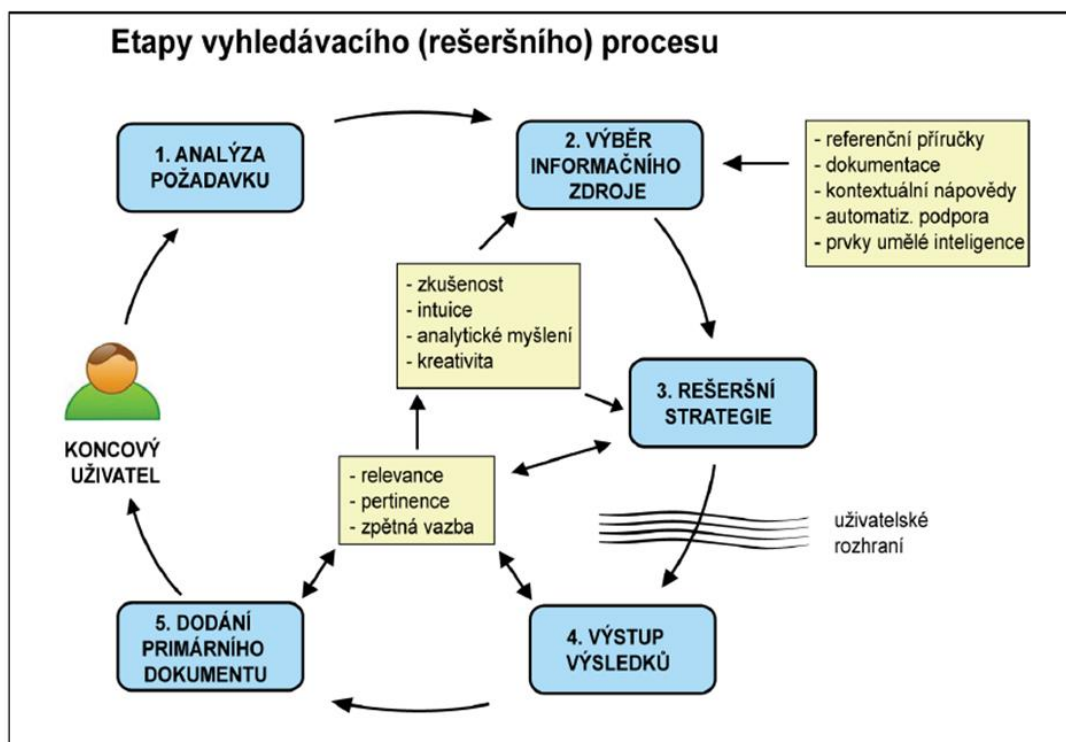 Etapy vyhledávacího (rešeršního) procesu
1. ANALÝZA
POŽADAVKU
2. VÝBĚR
INFORMAČNÍHO
ZDROJE
- referenční příručky
- dokumentace
- kontextuální nápovědy
- automatiz. podpora
- prvky umělé inteligence
- zkušenost
- intuice
- analytické myšlení
- kreativita
3. REŠERŠNÍ
STRATEGIE
KONCOVÝ
UŽIVATEL
- relevance
- pertinence
- zpětná vazba
uživatelské
rozhraní
5. DODÁNÍ
PRIMÁRNÍHO
DOKUMENTU
4. VÝSTUP
VÝSLEDKŮ